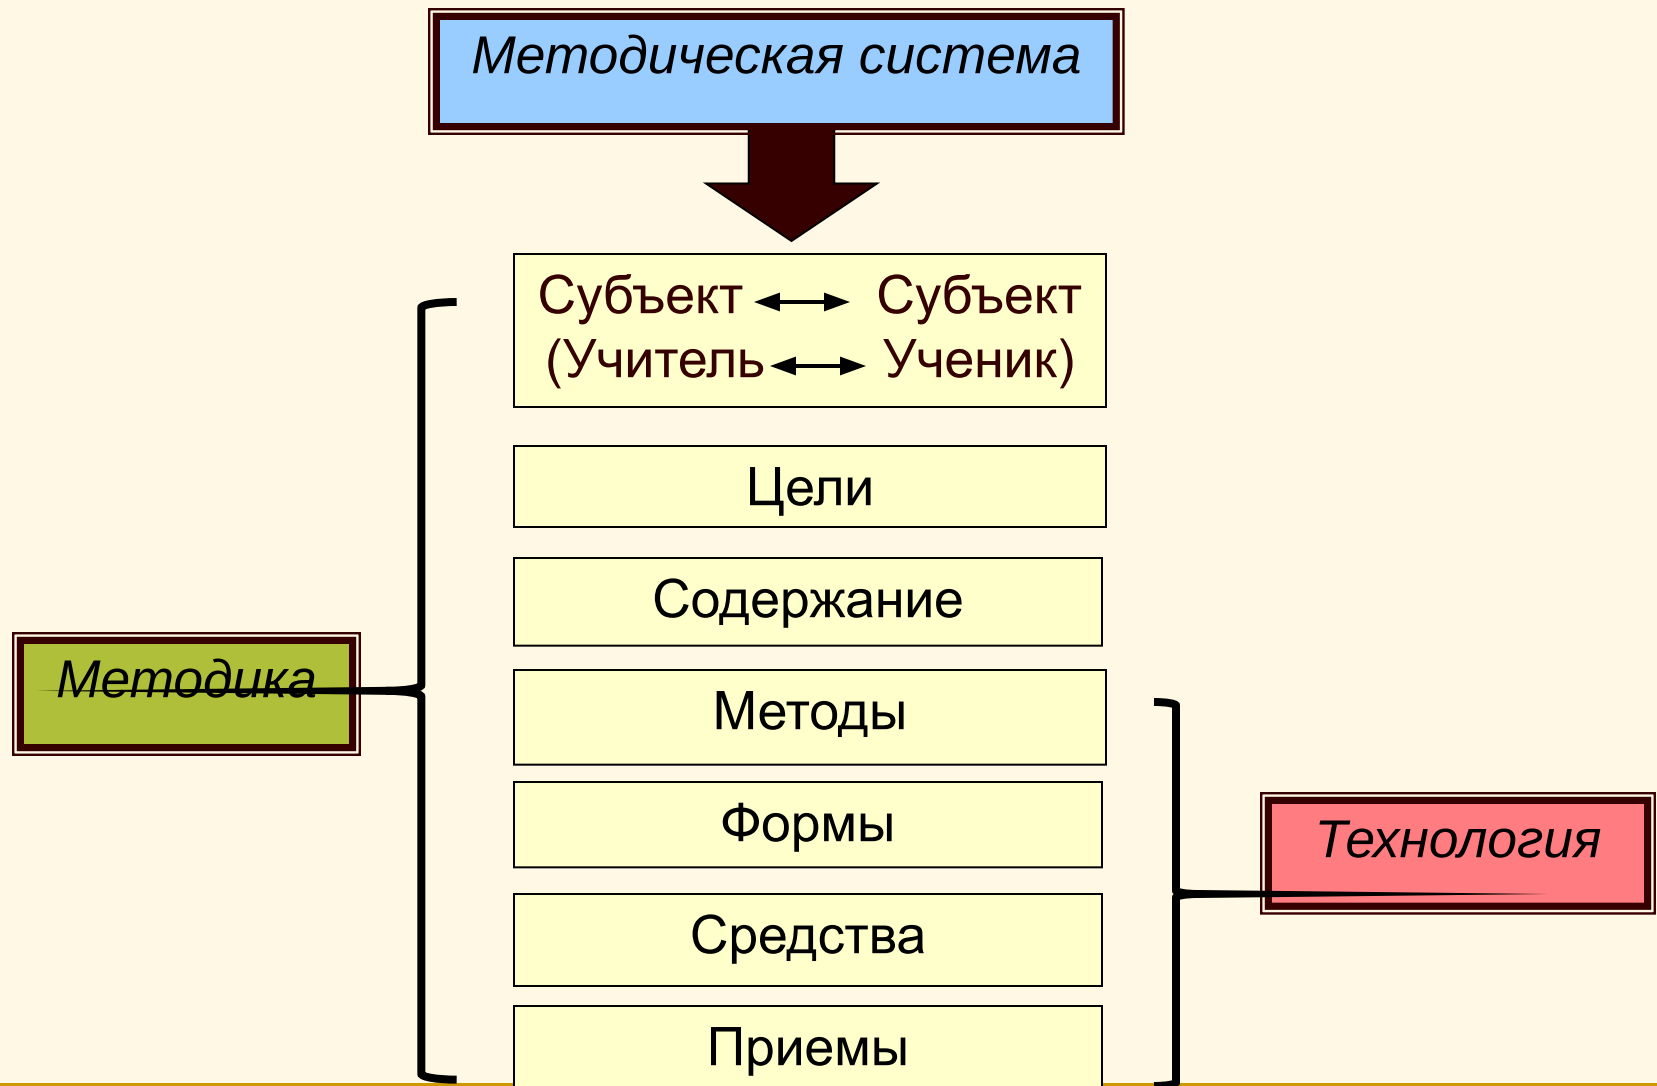 Методическая система
Субъект Субъект
(Учитель Ученик)
Цели
Содержание
Методика
Методы
Формы
Технология
Средства
Приемы